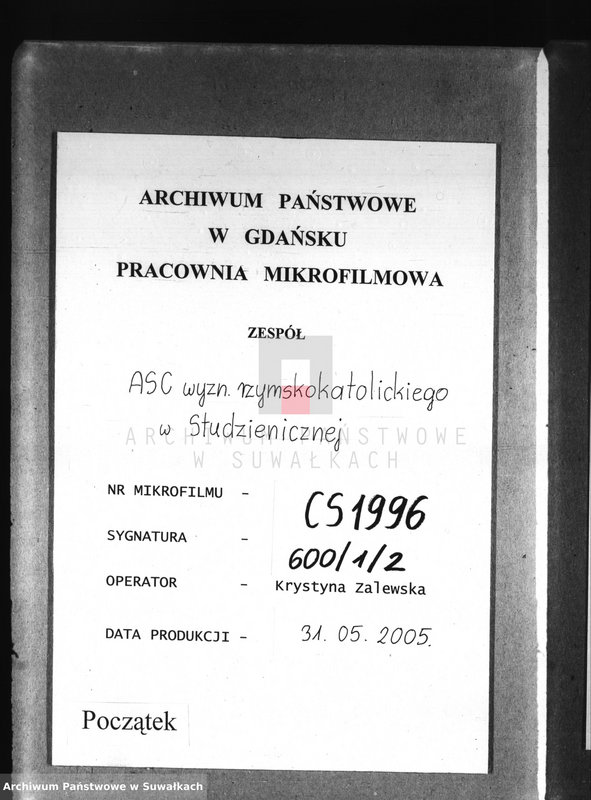 ARCHIWUM PAŃSTWOWE
W GDAŃSKU
PRACOWNIA MIKROFILMOWA
ZESPÓŁ
ASC wyzn. rzymskokatolickiego
w Studzienicznej
ARCHIWUM PAŃSTWOWE
W SUWAŁKACH
NR MIKROFILMU – CS1996
SYGNATURA – 600/1/2
OPERATOR – Krystyna Zalewska
DATA PRODUKCJI – 31. 05. 2005.
Początek
Archiwum Państwowe w Suwałkach